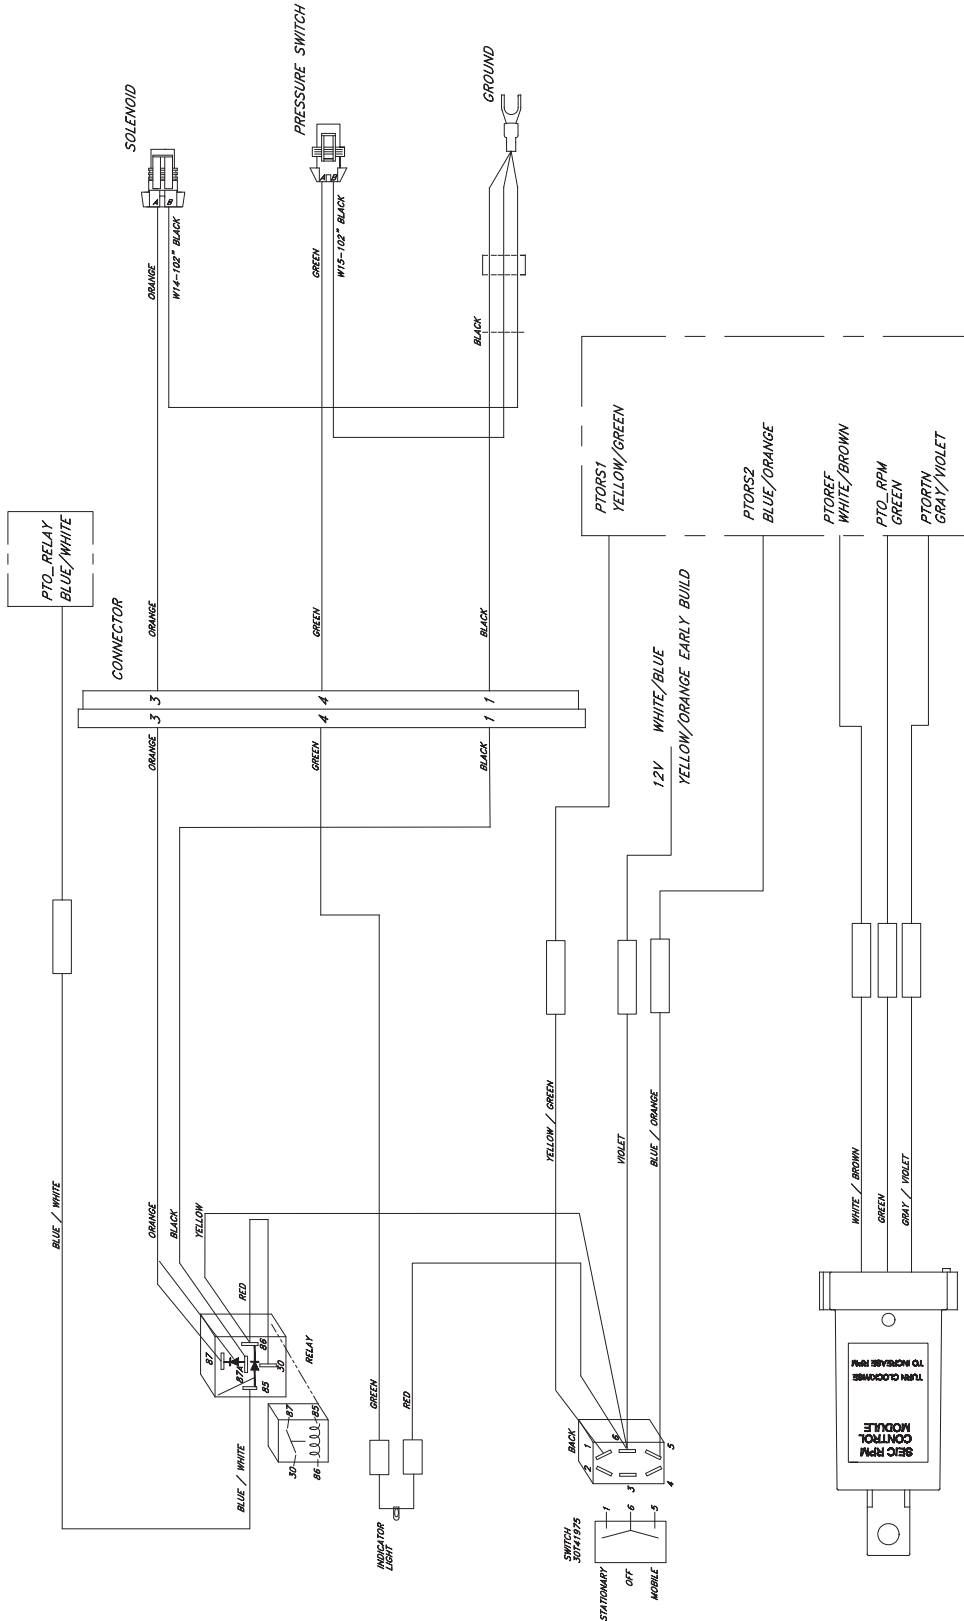 SOLENOID
PRESSURE SWITCH
GROUND
A
B
A
B
ORANGE
W14-102" BLACK
GREEN
W15-102" BLACK
BLACK
PTO_RELAY
BLUE/WHITE
CONNECTOR
ORANGE
GREEN
BLACK
3
3
4
4
1
1
ORANGE
GREEN
BLACK
PTORS1
YELLOW/GREEN
PTORS2
BLUE/ORANGE
PTOREF
WHITE/BROWN
PTO_RPM
GREEN
PTORTN
GRAY/VIOLET
12V WHITE/BLUE
YELLOW/ORANGE EARLY BUILD
BLUE / WHITE
ORANGE
BLACK
YELLOW
RED
YELLOW / GREEN
VIOLET
BLUE / ORANGE
WHITE / BROWN
GREEN
GRAY / VIOLET
87
87A
86
85
30
RELAY
87
85
30
86
BLUE / WHITE
GREEN
RED
INDICATOR
LIGHT
BACK
1
2
6
3
5
4
SWITCH
30T41975
1
6
5
STATIONARY
OFF
MOBILE
SEIC RPM
CONTROL
MODULE
TURN CLOCKWISE
TO INCREASE RPM